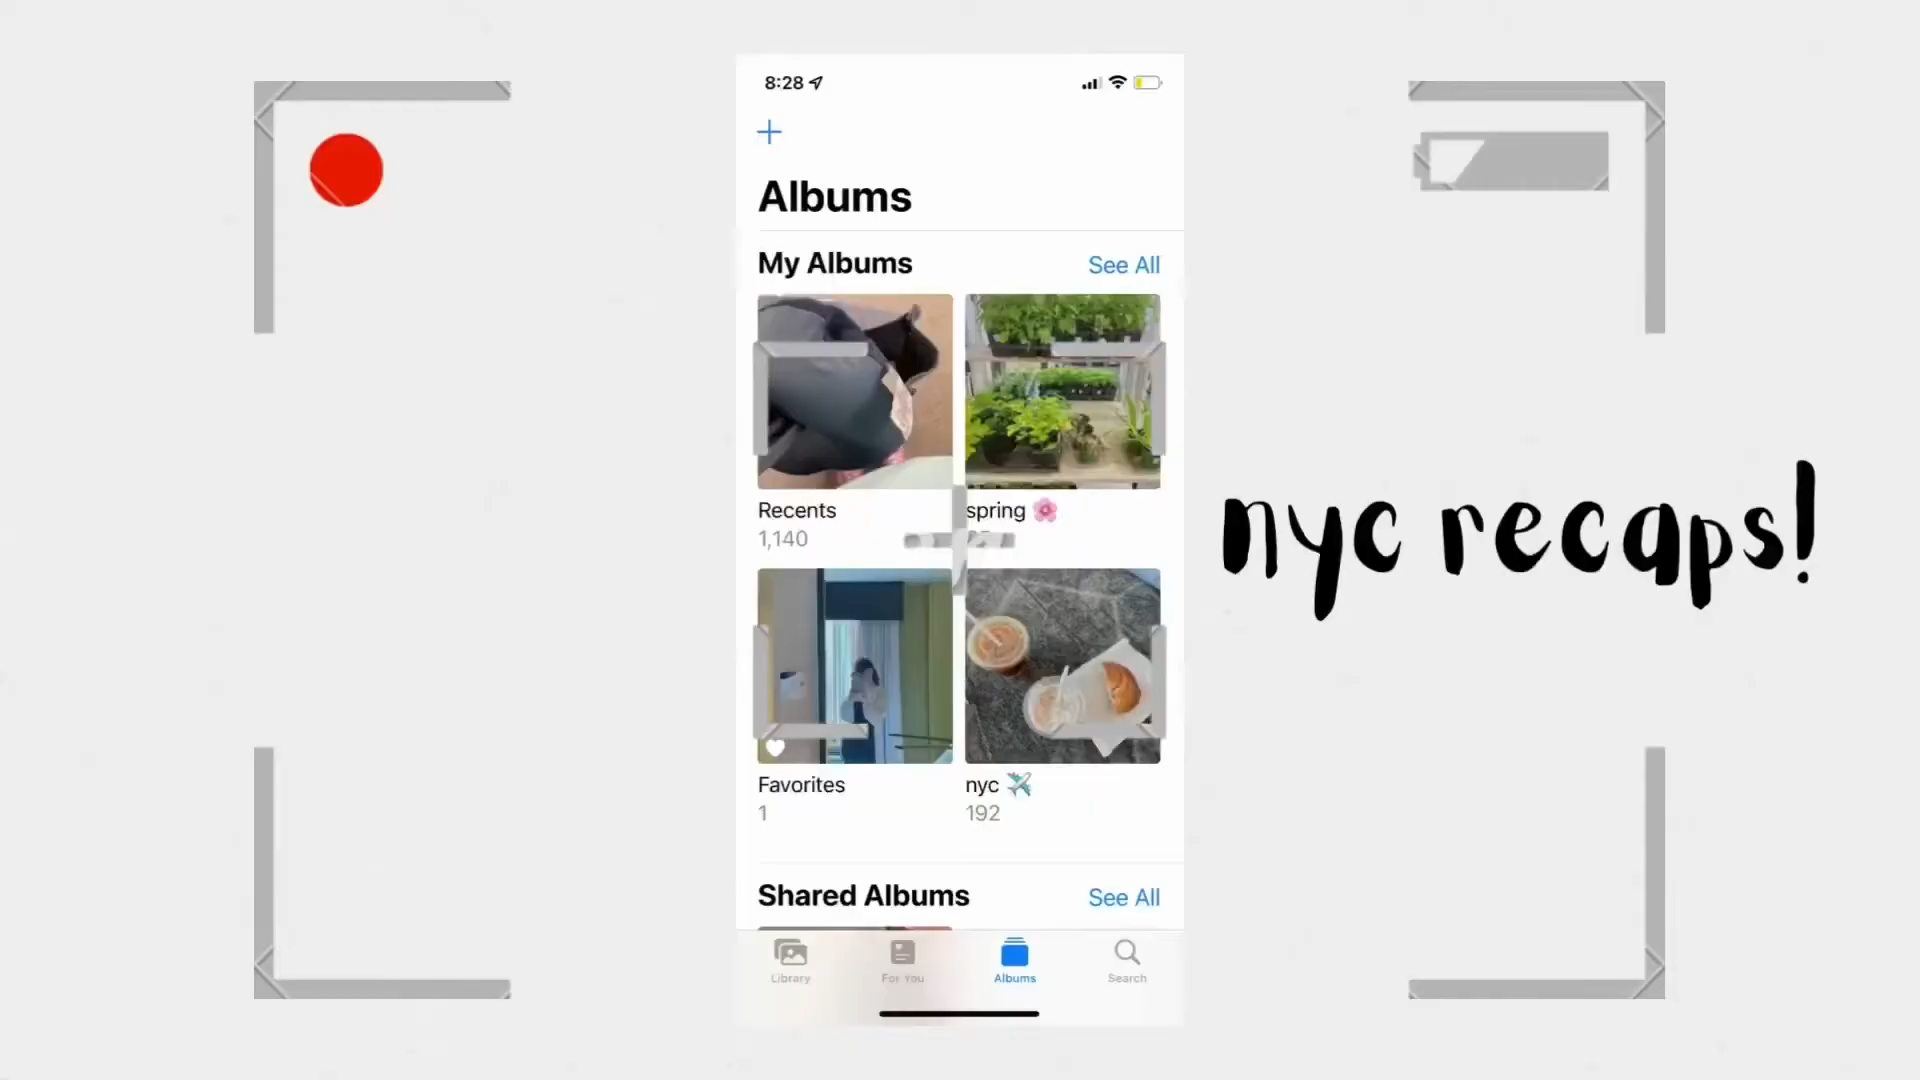 8:28
Albums
My Albums See All
Recents
1,140
spring 🌸
Favorites
1
nyc ✈️
192
Shared Albums See All
Library For You Albums Search
nyc recaps!